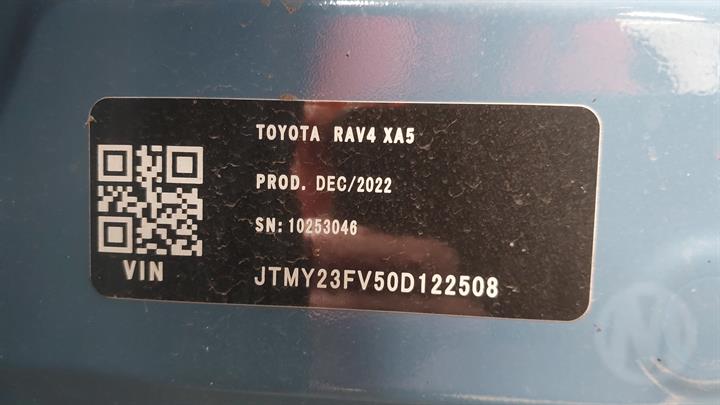 TOYOTA RAV4 XA5
PROD. DEC/2022
SN: 10253046
VIN
JTMY23FV50D122508
M